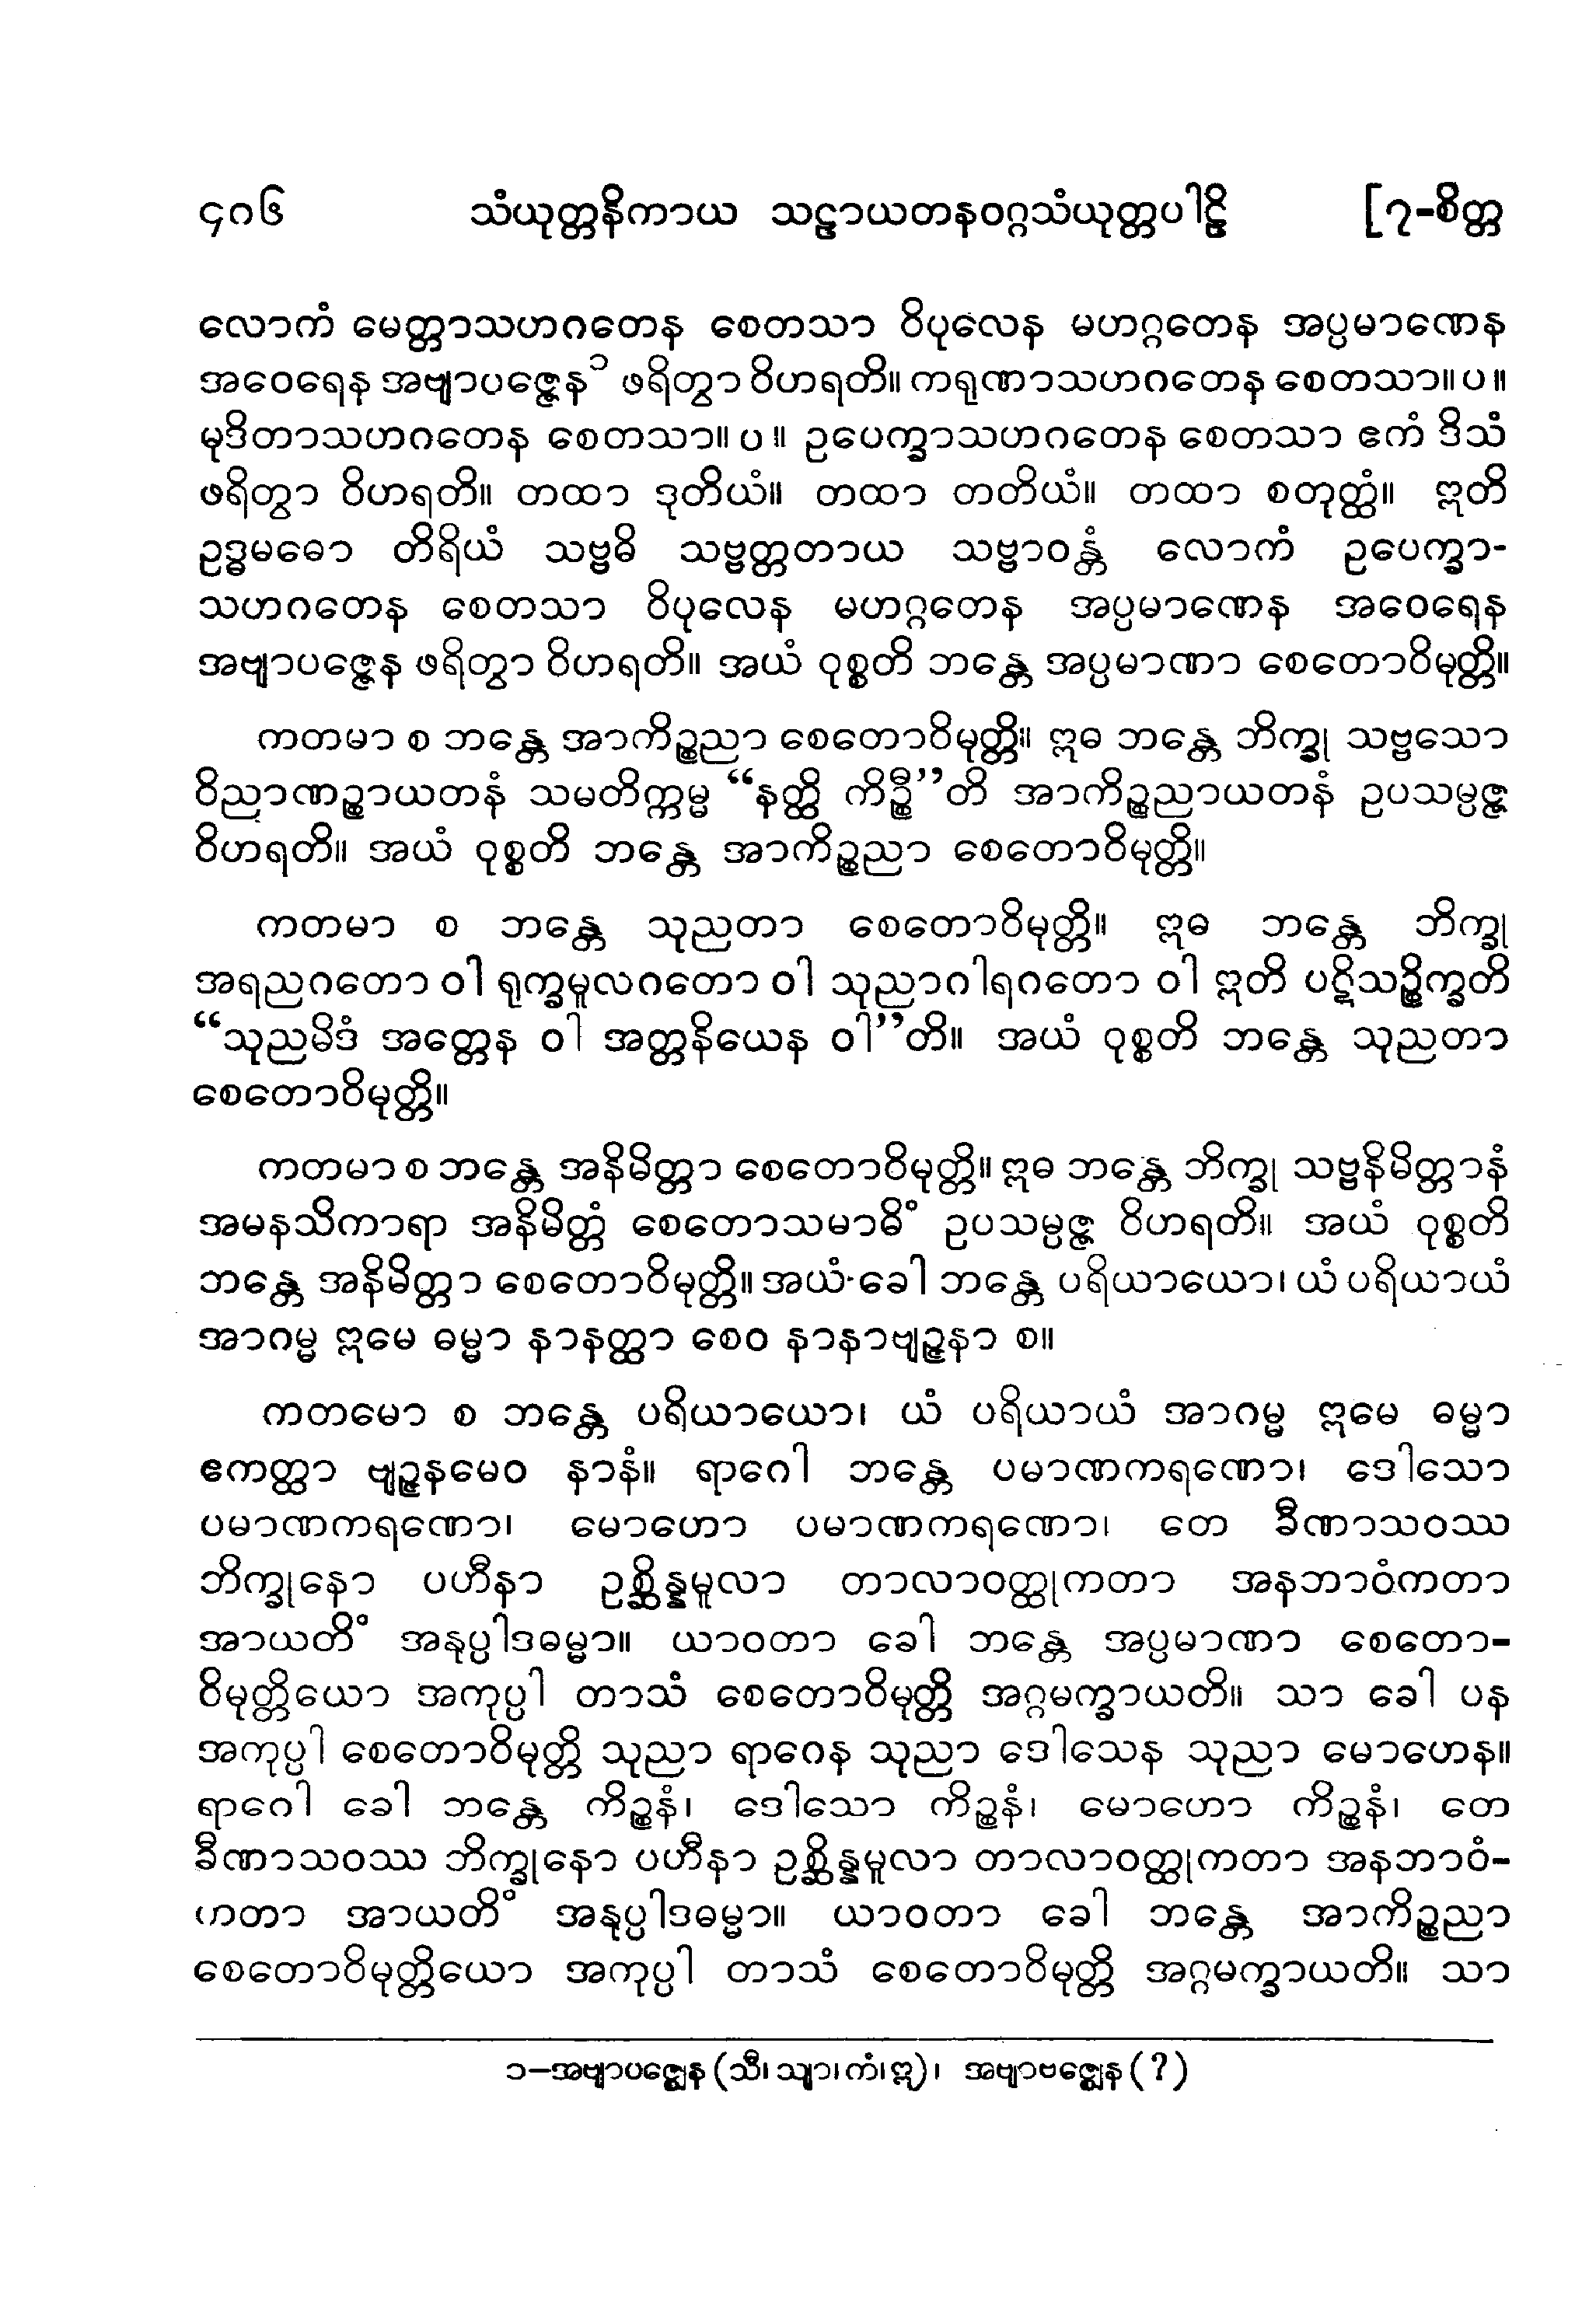 ၄၈၆ သံယုတ္တနိကာယ သဠာယတနဝဂ္ဂသံယုတ္တပါဠိ [၇-စိတ္တ
လောကံ မေတ္တာသဟဂတေန စေတသာ ဝိပုလေန မဟဂ္ဂတေန အပ္ပမာဏေန
အဝေရေန အဗျာပဇ္ဇေန၁ ဖရိတွာ ဝိဟရတိ။ ကရုဏာသဟဂတေန စေတသာ။ ပ ။
မုဒိတာသဟဂတေန စေတသာ။ ပ ။ ဥပေက္ခာသဟဂတေန စေတသာ ဧကံ ဒိသံ
ဖရိတွာ ဝိဟရတိ။ တထာ ဒုတိယံ။ တထာ တတိယံ။ တထာ စတုတ္ထံ။ ဣတိ
ဥဒ္ဓမဓော တိရိယံ သဗ္ဗဓိ သဗ္ဗတ္တတာယ သဗ္ဗာဝန္တံ လောကံ ဥပေက္ခာ-
သဟဂတေန စေတသာ ဝိပုလေန မဟဂ္ဂတေန အပ္ပမာဏေန အဝေရေန
အဗျာပဇ္ဇေန ဖရိတွာ ဝိဟရတိ။ အယံ ဝုစ္စတိ ဘန္တေ အပ္ပမာဏာ စေတောဝိမုတ္တိ။
ကတမာ စ ဘန္တေ အာကိဉ္စညာ စေတောဝိမုတ္တိ။ ဣဓ ဘန္တေ ဘိက္ခု သဗ္ဗသော
ဝိညာဏဉ္စာယတနံ သမတိက္ကမ္မ “နတ္ထိ ကိဉ္စီ”တိ အာကိဉ္စညာယတနံ ဥပသမ္ပဇ္ဇ
ဝိဟရတိ။ အယံ ဝုစ္စတိ ဘန္တေ အာကိဉ္စညာ စေတောဝိမုတ္တိ။
ကတမာ စ ဘန္တေ သုညတာ စေတောဝိမုတ္တိ။ ဣဓ ဘန္တေ ဘိက္ခု
အရညဂတော ဝါ ရုက္ခမူလဂတော ဝါ သုညာဂါရဂတော ဝါ ဣတိ ပဋိသဉ္စိက္ခတိ
“သုညမိဒံ အတ္တေန ဝါ အတ္တနိယေန ဝါ”တိ။ အယံ ဝုစ္စတိ ဘန္တေ သုညတာ
စေတောဝိမုတ္တိ။
ကတမာ စ ဘန္တေ အနိမိတ္တာ စေတောဝိမုတ္တိ။ ဣဓ ဘန္တေ ဘိက္ခု သဗ္ဗနိမိတ္တာနံ
အမနသိကာရာ အနိမိတ္တံ စေတောသမာဓိံ ဥပသမ္ပဇ္ဇ ဝိဟရတိ။ အယံ ဝုစ္စတိ
ဘန္တေ အနိမိတ္တာ စေတောဝိမုတ္တိ။ အယံ ခေါ ဘန္တေ ပရိယာယော၊ ယံ ပရိယာယံ
အာဂမ္မ ဣမေ ဓမ္မာ နာနတ္ထာ စေဝ နာနာဗျဉ္ဇနာ စ။
ကတမော စ ဘန္တေ ပရိယာယော၊ ယံ ပရိယာယံ အာဂမ္မ ဣမေ ဓမ္မာ
ဧကတ္ထာ ဗျဉ္ဇနမေဝ နာနံ။ ရာဂေါ ဘန္တေ ပမာဏကရဏော၊ ဒေါသော
ပမာဏကရဏော၊ မောဟော ပမာဏကရဏော၊ တေ ခီဏာသဝဿ
ဘိက္ခုနော ပဟီနာ ဥစ္ဆိန္နမူလာ တာလာဝတ္ထုကတာ အနဘာဝံကတာ
အာယတိံ အနုပ္ပါဒဓမ္မာ။ ယာဝတာ ခေါ ဘန္တေ အပ္ပမာဏာ စေတော-
ဝိမုတ္တိယော အကုပ္ပါ တာသံ စေတောဝိမုတ္တိ အဂ္ဂမက္ခာယတိ။ သာ ခေါ ပန
အကုပ္ပါ စေတောဝိမုတ္တိ သုညာ ရာဂေန သုညာ ဒေါသေန သုညာ မောဟေန။
ရာဂေါ ခေါ ဘန္တေ ကိဉ္စနံ၊ ဒေါသော ကိဉ္စနံ၊ မောဟော ကိဉ္စနံ၊ တေ
ခီဏာသဝဿ ဘိက္ခုနော ပဟီနာ ဥစ္ဆိန္နမူလာ တာလာဝတ္ထုကတာ အနဘာဝံ-
ကတာ အာယတိံ အနုပ္ပါဒဓမ္မာ။ ယာဝတာ ခေါ ဘန္တေ အာကိဉ္စညာ
စေတောဝိမုတ္တိယော အကုပ္ပါ တာသံ စေတောဝိမုတ္တိ အဂ္ဂမက္ခာယတိ။ သာ
၁–အဗျာပဇ္ဈေန (သီ၊ သျာ၊ ကံ၊ ဣ)၊ အဗျာဗဇ္ဈေန (?)